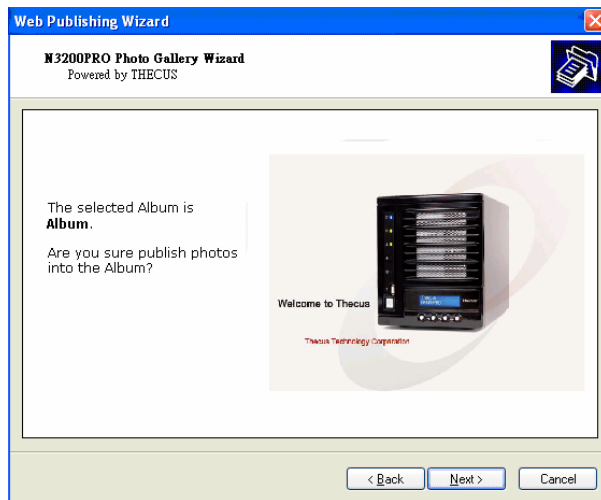 Web Publishing Wizard
N3200PRO Photo Gallery Wizard
Powered by THECUS
The selected Album is
Album.
Are you sure publish photos
into the Album?
Welcome to Thecus
Thecus Technology Corporation
< Back
Next >
Cancel